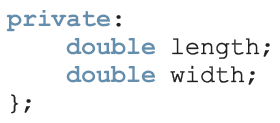 private:
    double length;
    double width;
};